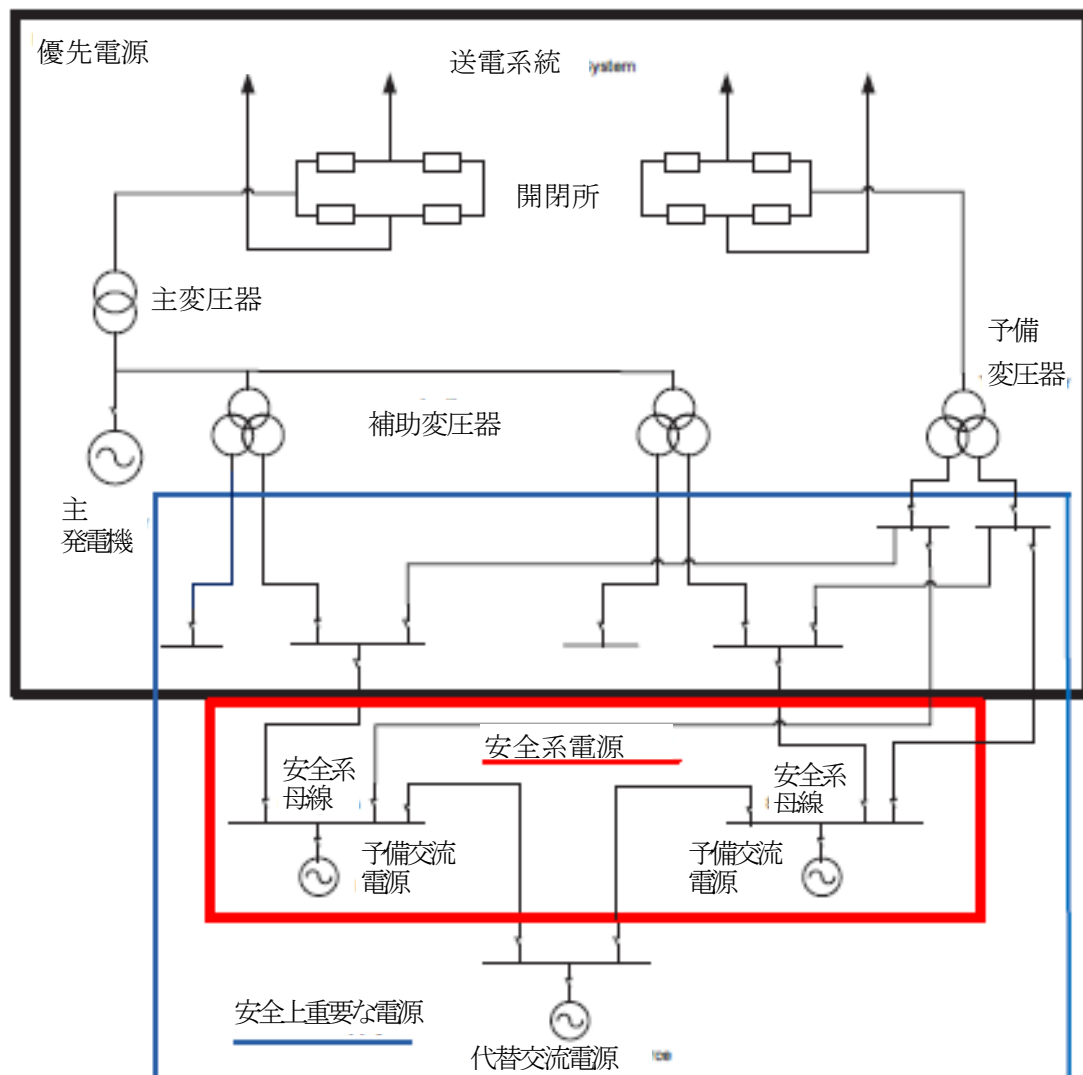 優先電源
送電系統 ystem
開閉所
主変圧器
予備
変圧器
補助変圧器
主
発電機
安全系電源
安全系
母線
安全系
母線
予備交流
電源
予備交流
電源
安全上重要な電源
代替交流電源